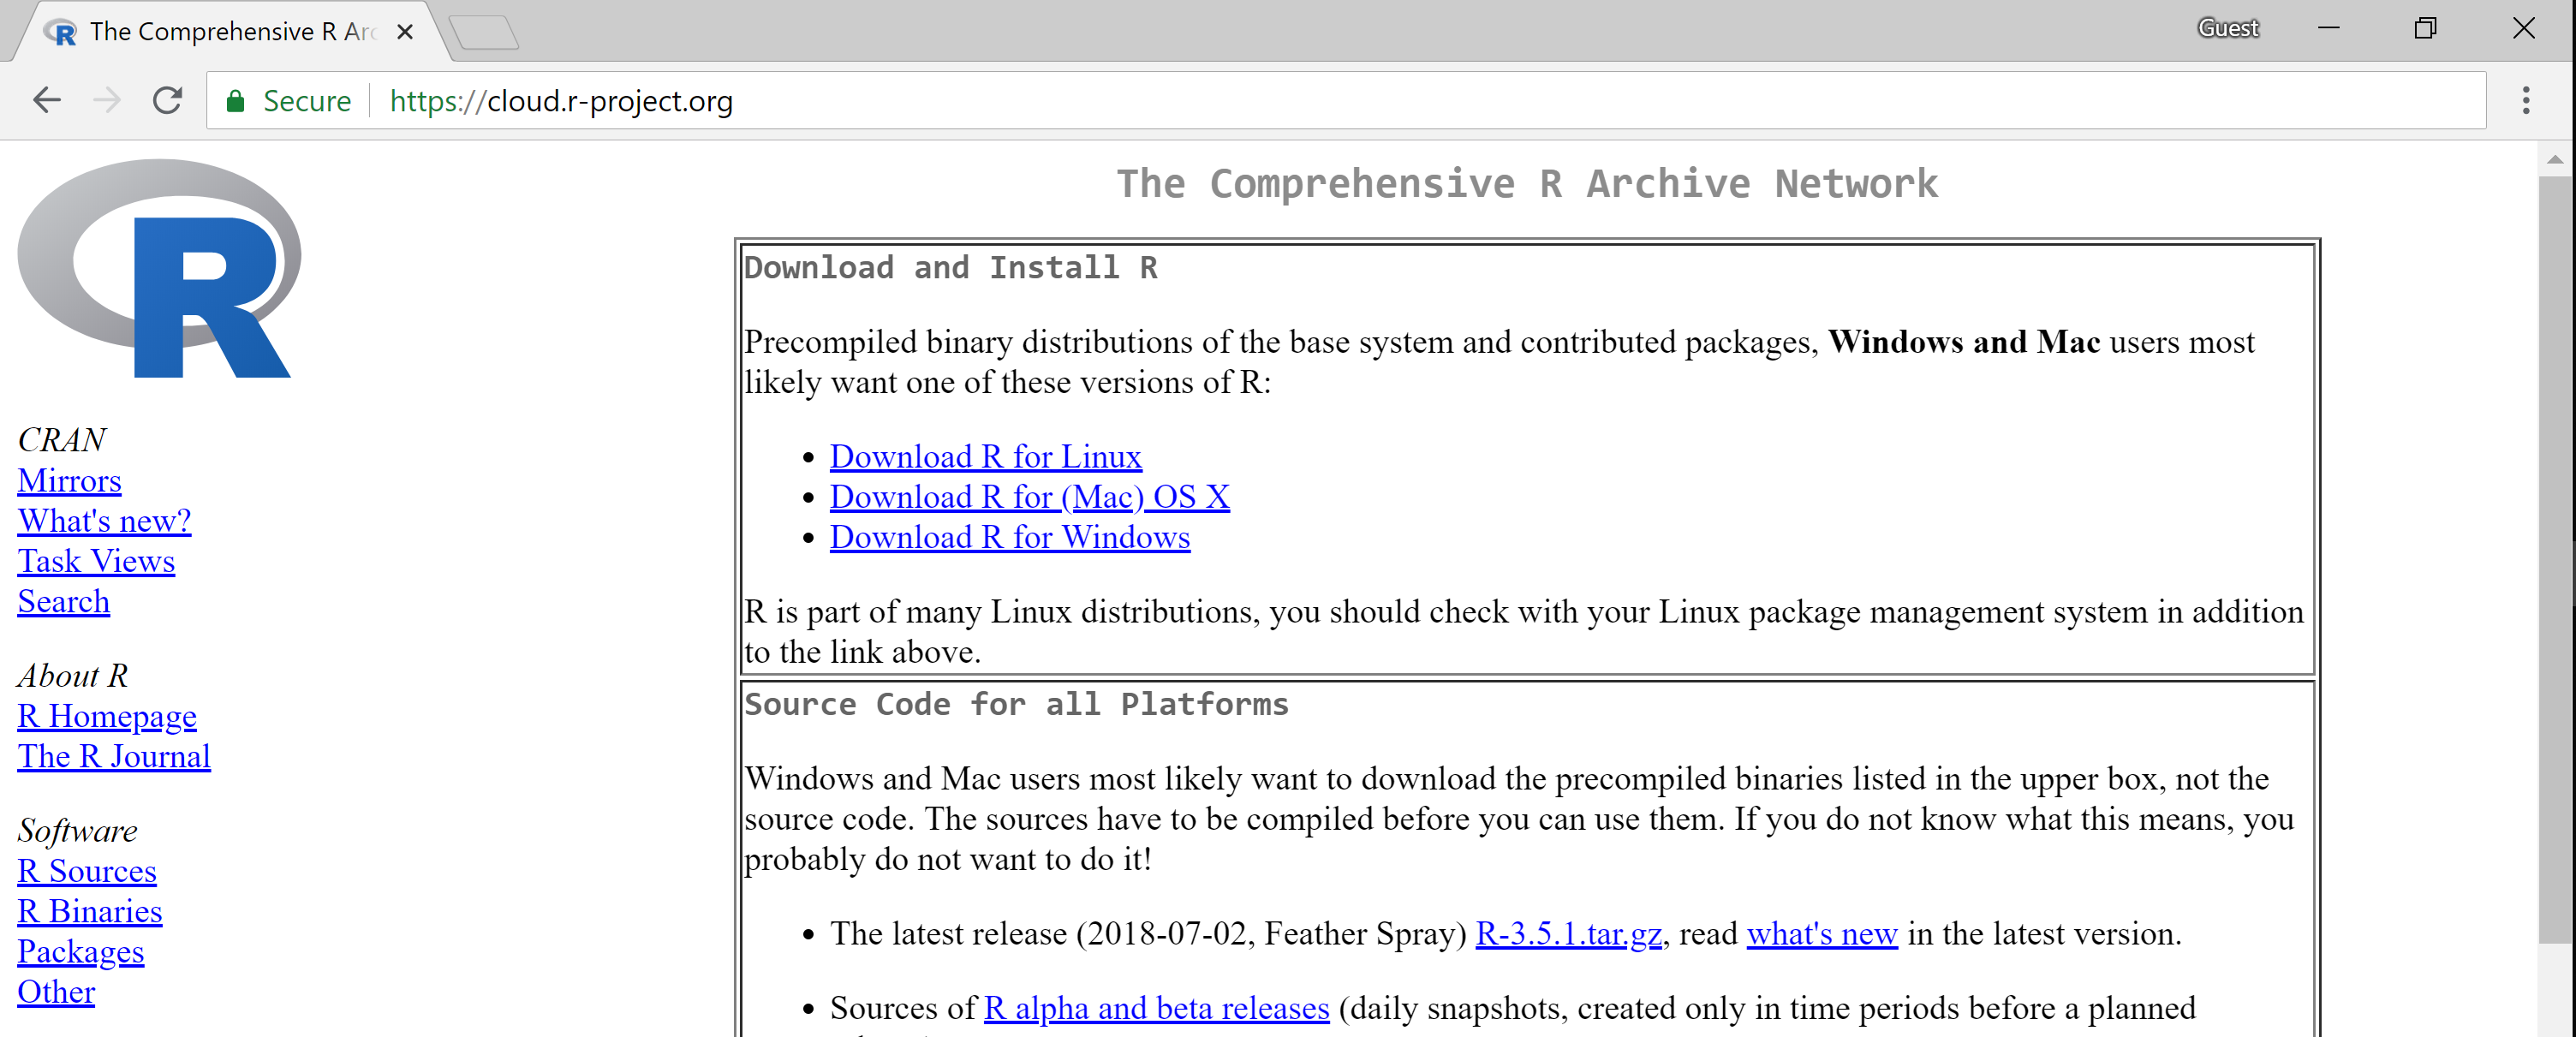 The Comprehensive R Arc
Guest
Secure
https://cloud.r-project.org
R
CRAN
Mirrors
What's new?
Task Views
Search
About R
R Homepage
The R Journal
Software
R Sources
R Binaries
Packages
Other
The Comprehensive R Archive Network
Download and Install R
Precompiled binary distributions of the base system and contributed packages, Windows and Mac users most
likely want one of these versions of R:
• Download R for Linux
• Download R for (Mac) OS X
• Download R for Windows
R is part of many Linux distributions, you should check with your Linux package management system in addition
to the link above.
Source Code for all Platforms
Windows and Mac users most likely want to download the precompiled binaries listed in the upper box, not the
source code. The sources have to be compiled before you can use them. If you do not know what this means, you
probably do not want to do it!
• The latest release (2018-07-02, Feather Spray) R-3.5.1.tar.gz, read what's new in the latest version.
• Sources of R alpha and beta releases (daily snapshots, created only in time periods before a planned